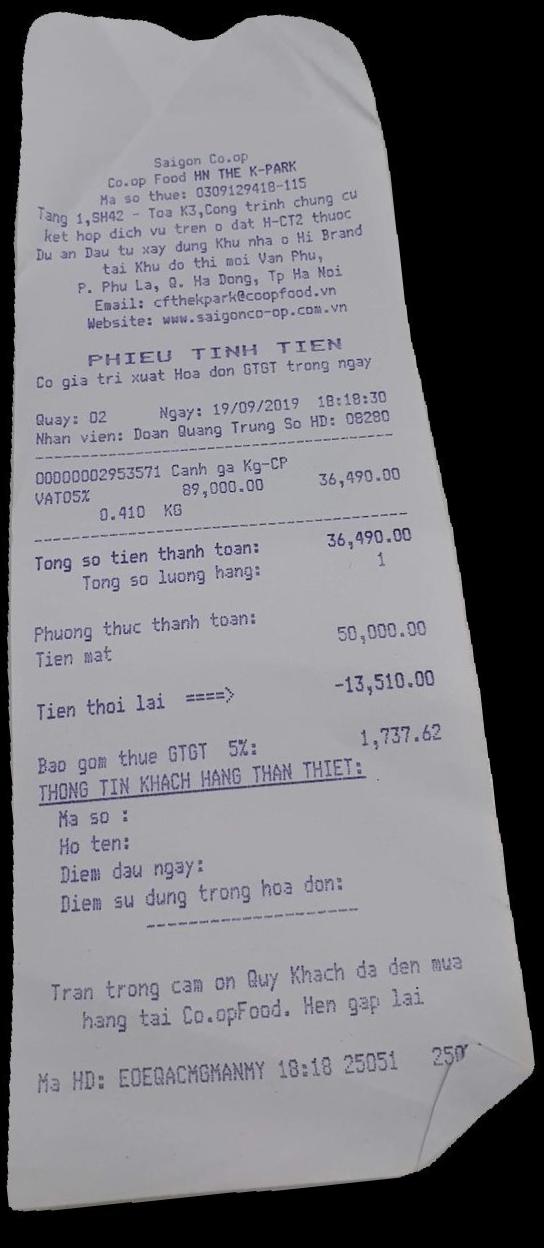 Saigon Co.op
Co.op Food HN THE K-PARK
Ma so thue: 0309129418-115
Tang 1,SH42 - Toa K3,Cong trinh chung cu
ket hop dich vu tren o dat H-CT2 thuoc
Du an Dau tu xay dung Khu nha o Hi Brand
tai Khu do thi moi Van Phu,
P. Phu La, Q. Ha Dong, Tp Ha Noi
Email: cfthekpark@coopfood.vn
Website: www.saigonco-op.com.vn
PHIEU TINH TIEN
Co gia tri xuat Hoa don GTGT trong ngay
Quay: 02 Ngay: 19/09/2019 18:18:30
Nhan vien: Doan Quang Trung So HD: 08280
00000002953571 Canh ga Kg-CP
VAT05% 89,000.00 36,490.00
0.410 KG
Tong so tien thanh toan: 36,490.00
Tong so luong hang: 1
Phuong thuc thanh toan:
Tien mat 50,000.00
Tien thoi lai ====> -13,510.00
Bao gom thue GTGT 5%: 1,737.62
THONG TIN KHACH HANG THAN THIET:
Ma so :
Ho ten:
Diem dau ngay:
Diem su dung trong hoa don:
Tran trong cam on Quy Khach da den mua
hang tai Co.opFood. Hen gap lai
Ma HD: EOEQACMGMANMY 18:18 25051